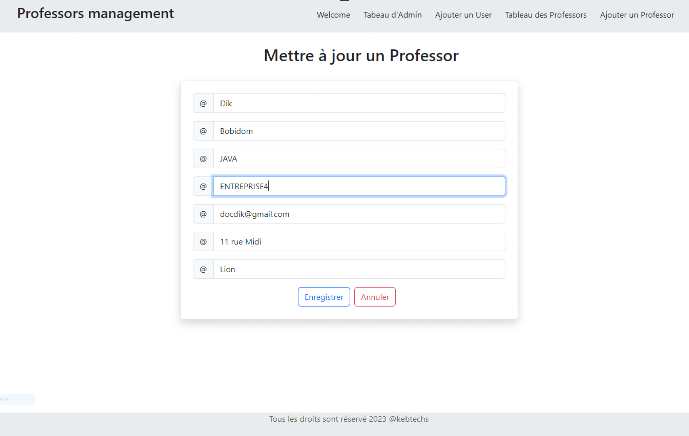 Professors management
Welcome Tabeau d'Admin Ajouter un User Tableau des Professors Ajouter un Professor
Mettre à jour un Professor
@ Dik
@ Bobidom
@ JAVA
@ ENTREPRISE4
@ docdik@gmail.com
@ 11 rue Midi
@ Lion
Enregistrer Annuler
Tous les droits sont réservé 2023 @kebtechs